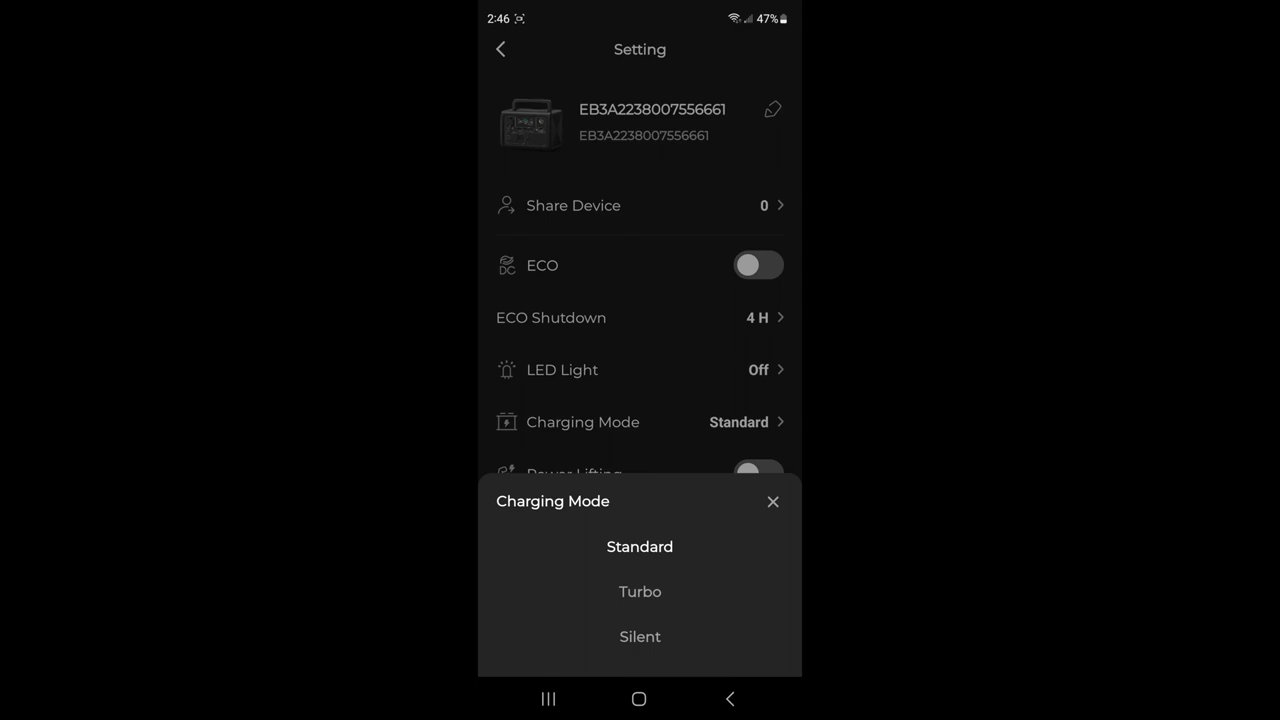 2:46 47%
Setting
EB3A2238007556661
EB3A2238007556661
Share Device 0
DC ECO
ECO Shutdown 4 H
LED Light Off
Charging Mode Standard
Power Lifting
Charging Mode
Standard
Turbo
Silent